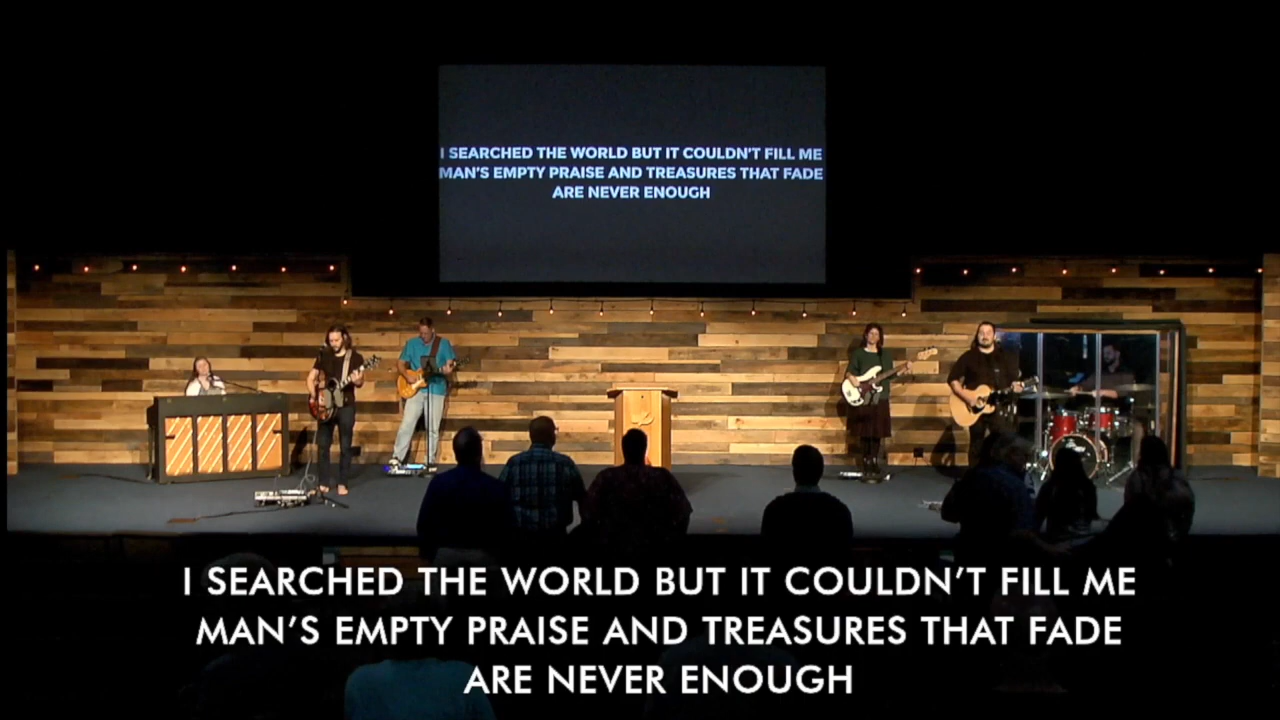 I SEARCHED THE WORLD BUT IT COULDN'T FILL ME
MAN'S EMPTY PRAISE AND TREASURES THAT FADE
ARE NEVER ENOUGH
I SEARCHED THE WORLD BUT IT COULDN'T FILL ME
MAN'S EMPTY PRAISE AND TREASURES THAT FADE
ARE NEVER ENOUGH